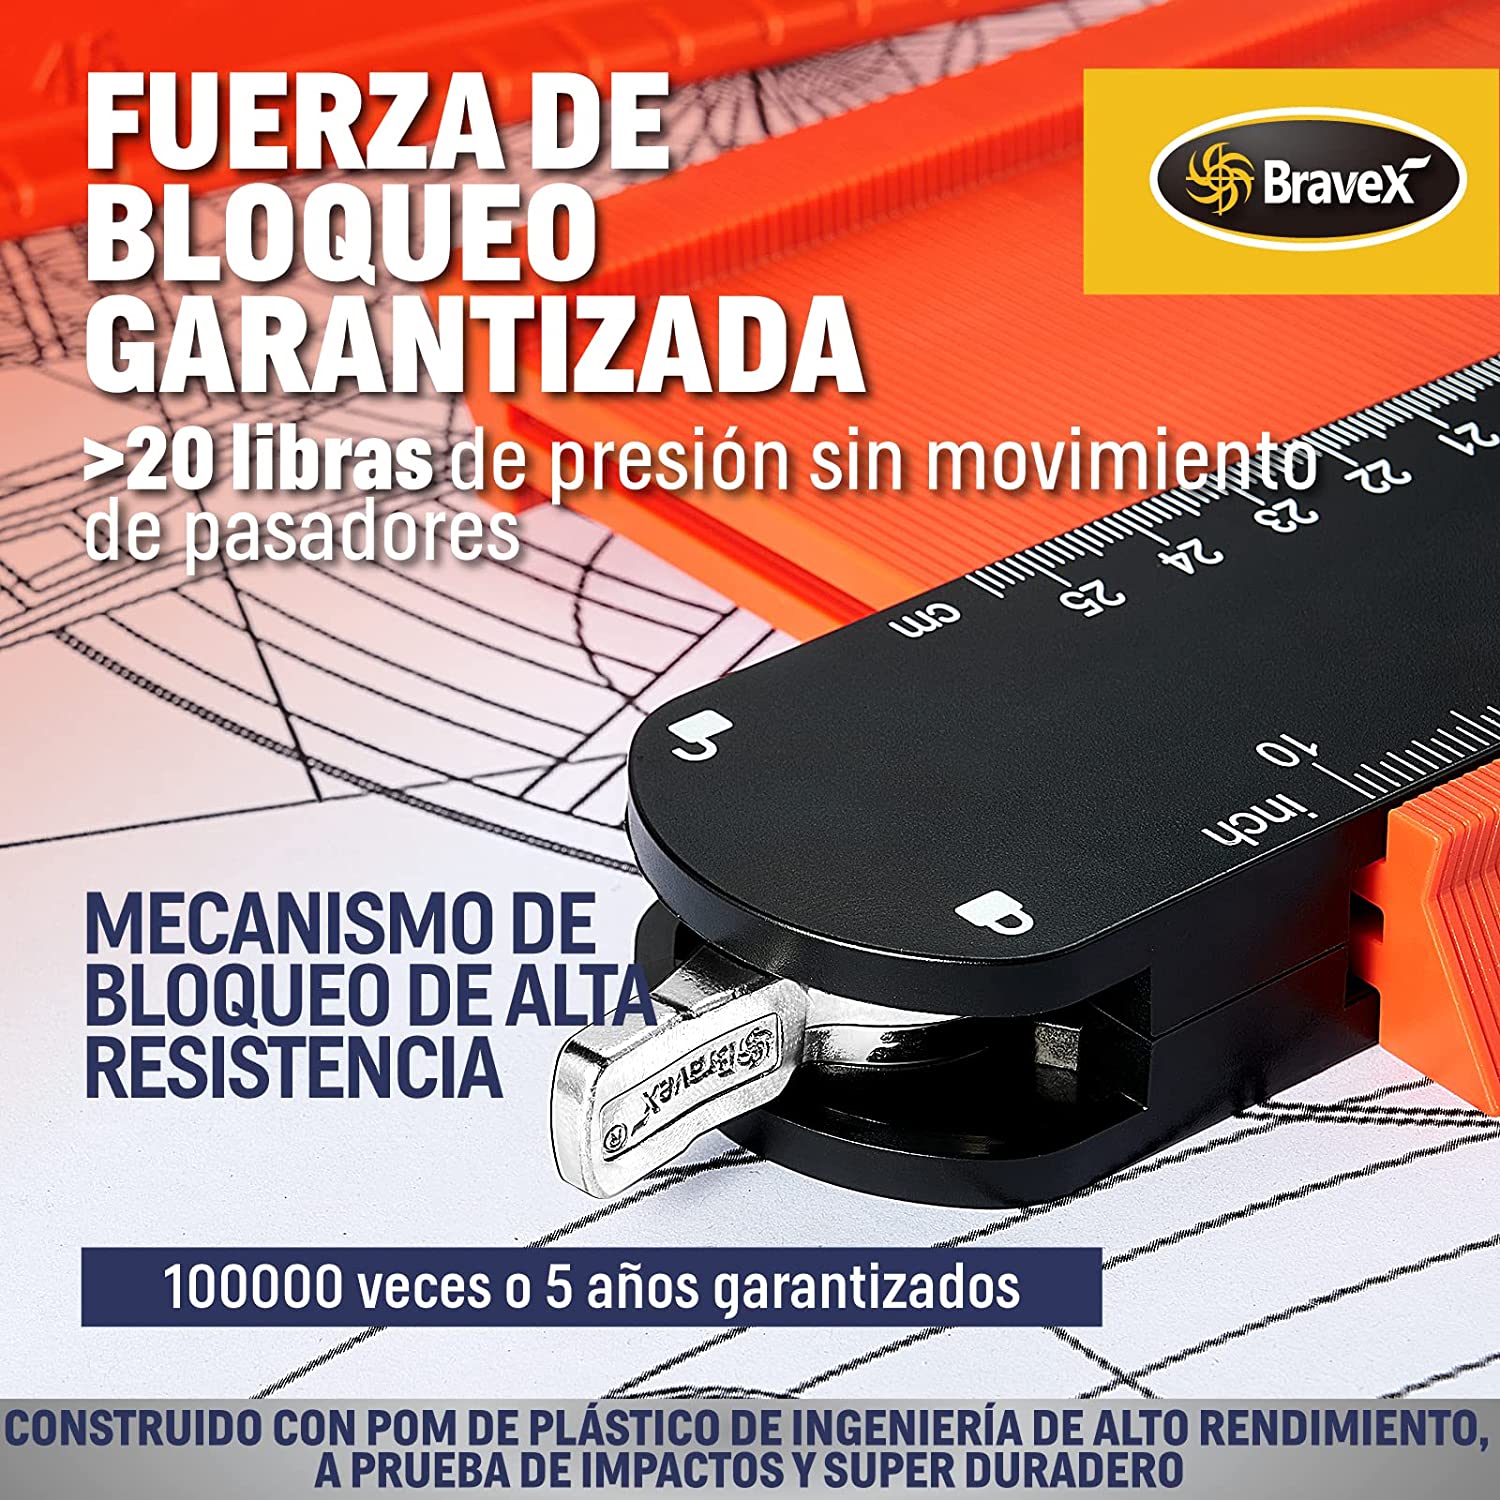 FUERZA DE
BLOQUEO
GARANTIZADA
>20 libras de presión sin movimiento
de pasadores
BraveX
21
22
23
24
25
cm
10
inch
MECANISMO DE
BLOQUEO DE ALTA
RESISTENCIA
BraveX ®
100000 veces o 5 años garantizados
CONSTRUIDO CON POM DE PLÁSTICO DE INGENIERÍA DE ALTO RENDIMIENTO,
A PRUEBA DE IMPACTOS Y SUPER DURADERO